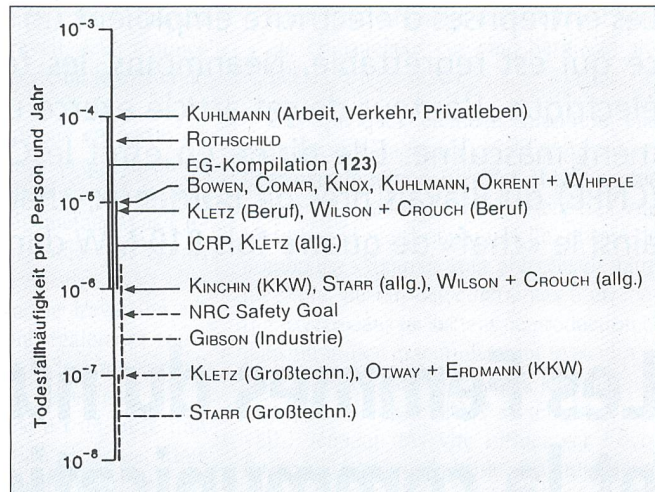 Todesfallhäufigkeit pro Person und Jahr
10⁻³
10⁻⁴
KUHLMANN (Arbeit, Verkehr, Privatleben)
ROTHSCHILD
EG-Kompilation (123)
BOWEN, COMAR, KNOX, KUHLMANN, OKRENT + WHIPPLE
10⁻⁵
KLETZ (Beruf), WILSON + CROUCH (Beruf)
ICRP, KLETZ (allg.)
10⁻⁶
KINCHIN (KKW), STARR (allg.), WILSON + CROUCH (allg.)
NRC Safety Goal
GIBSON (Industrie)
10⁻⁷
KLETZ (Großtechn.), OTWAY + ERDMANN (KKW)
STARR (Großtechn.)
10⁻⁸